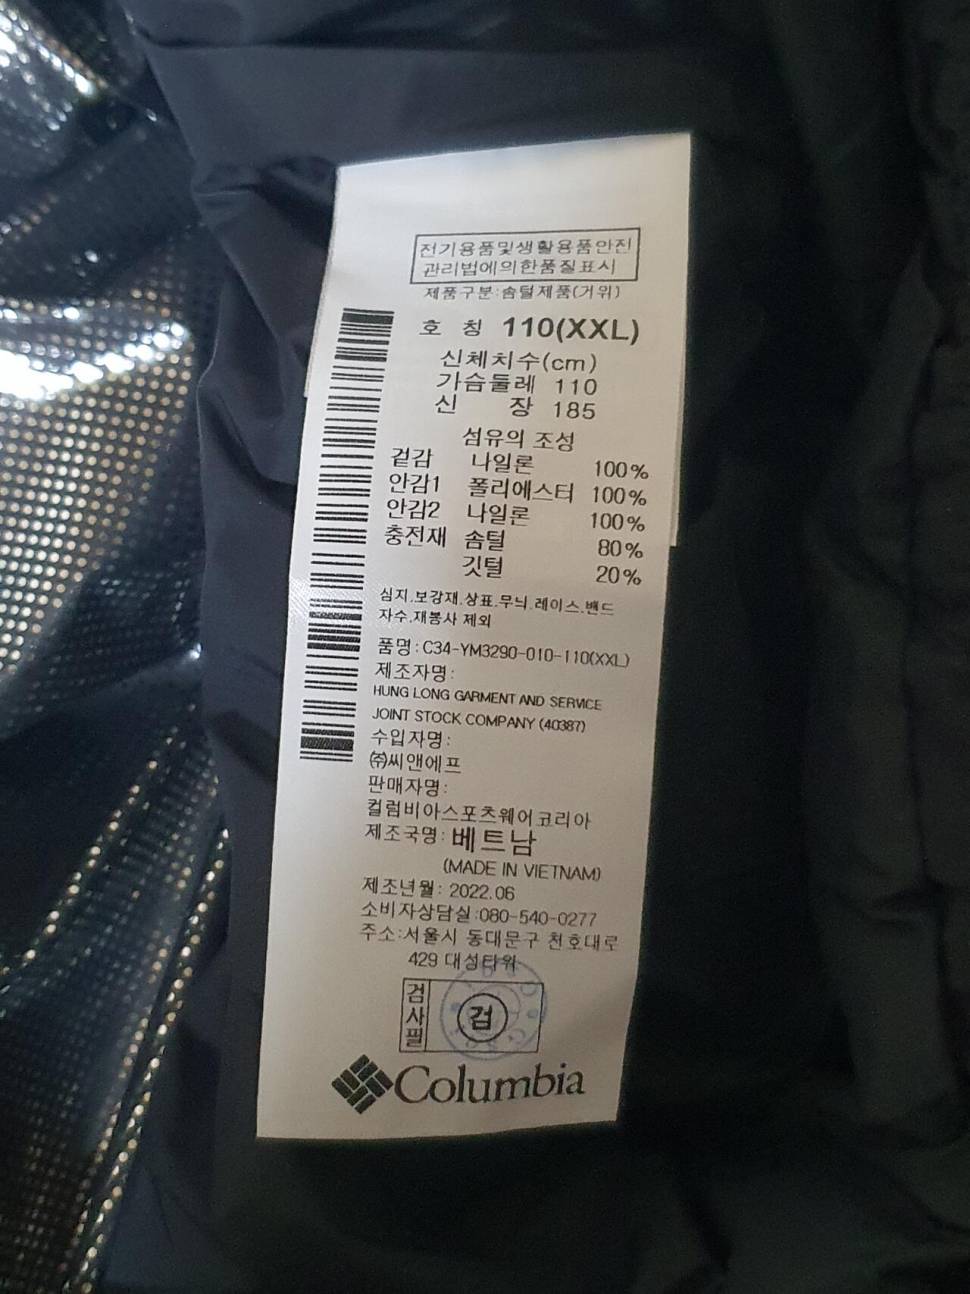 전기용품및생활용품안전
관리법에의한품질표시
제품구분:솜털제품(거위)
호 칭 110(XXL)
신체치수(cm)
가슴둘레 110
신 장 185
섬유의 조성
겉감 나일론 100%
안감1 폴리에스터 100%
안감2 나일론 100%
충전재 솜털 80%
깃털 20%
심지.보강재.상표.무늬.레이스.밴드
자수.재봉사 제외
품명:C34-YM3290-010-110(XXL)
제조자명:
HUNG LONG GARMENT AND SERVICE
JOINT STOCK COMPANY (40387)
수입자명:
㈜씨앤에프
판매자명:
컬럼비아스포츠웨어코리아
제조국명: 베트남
(MADE IN VIETNAM)
제조년월: 2022.06
소비자상담실:080-540-0277
주소:서울시 동대문구 천호대로
429 대성타워
검사필 검
Columbia